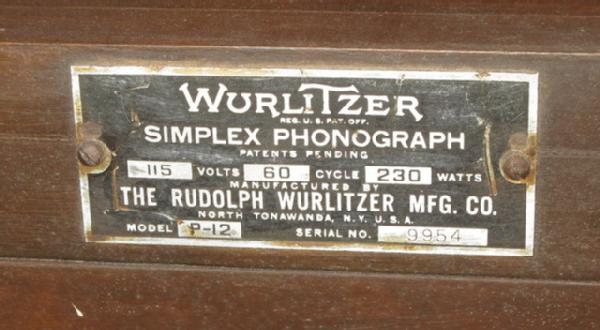 WURLITZER
REG. U. S. PAT. OFF.
SIMPLEX PHONOGRAPH
PATENTS PENDING
115 VOLTS 60 CYCLE 230 WATTS
MANUFACTURED BY
THE RUDOLPH WURLITZER MFG. CO.
NORTH TONAWANDA, N. Y. U. S. A.
MODEL P-12 SERIAL NO. 9954